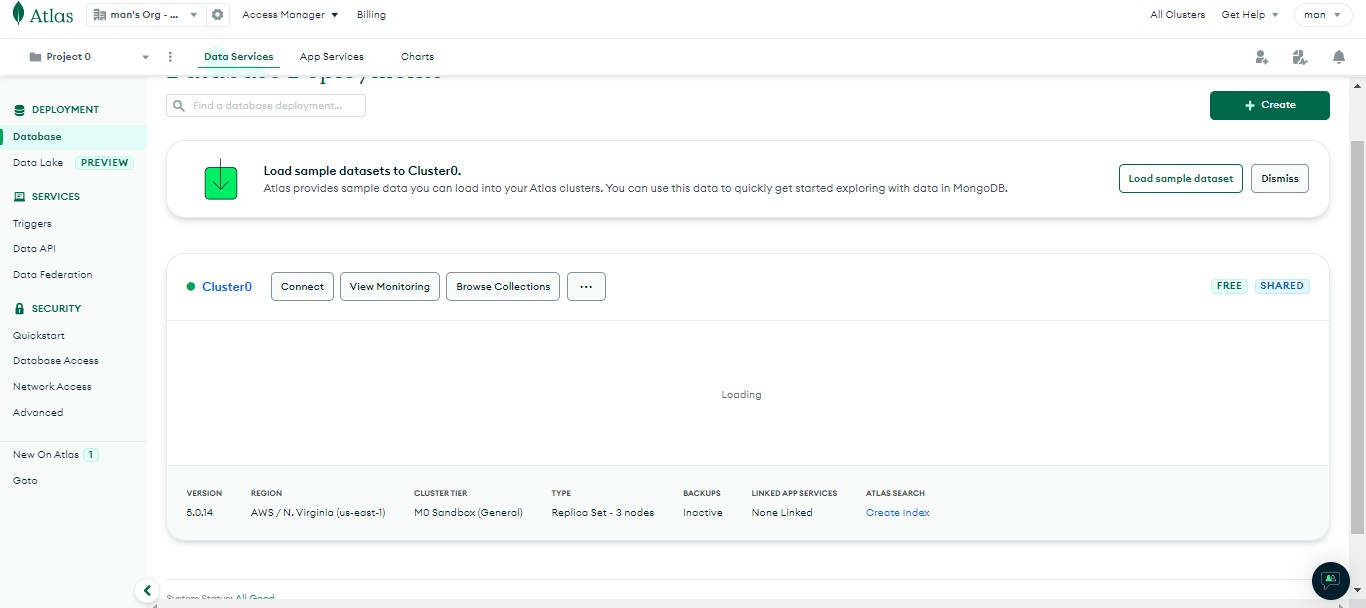 Atlas
man's Org - ...
Access Manager
Billing
All Clusters
Get Help
man
Project 0
Data Services
App Services
Charts
Database Deployments
Find a database deployment...
+ Create
DEPLOYMENT
Database
Data Lake PREVIEW
SERVICES
Triggers
Data API
Data Federation
SECURITY
Quickstart
Database Access
Network Access
Advanced
New On Atlas 1
Goto
Load sample datasets to Cluster0.
Atlas provides sample data you can load into your Atlas clusters. You can use this data to quickly get started exploring with data in MongoDB.
Load sample dataset
Dismiss
Cluster0
Connect
View Monitoring
Browse Collections
...
FREE
SHARED
Loading
VERSION
5.0.14
REGION
AWS / N. Virginia (us-east-1)
CLUSTER TIER
M0 Sandbox (General)
TYPE
Replica Set - 3 nodes
BACKUPS
Inactive
LINKED APP SERVICES
None Linked
ATLAS SEARCH
Create Index
System Status: All Good